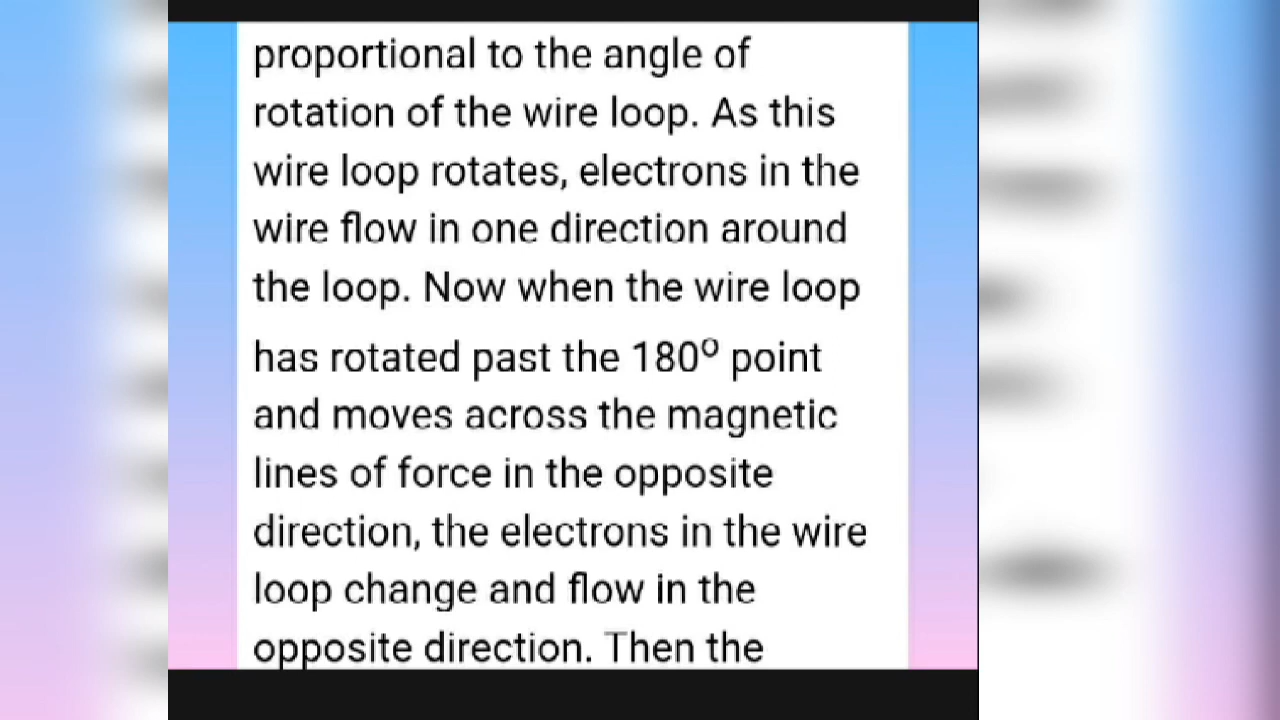 proportional to the angle of
rotation of the wire loop. As this
wire loop rotates, electrons in the
wire flow in one direction around
the loop. Now when the wire loop
has rotated past the 180º point
and moves across the magnetic
lines of force in the opposite
direction, the electrons in the wire
loop change and flow in the
opposite direction. Then the